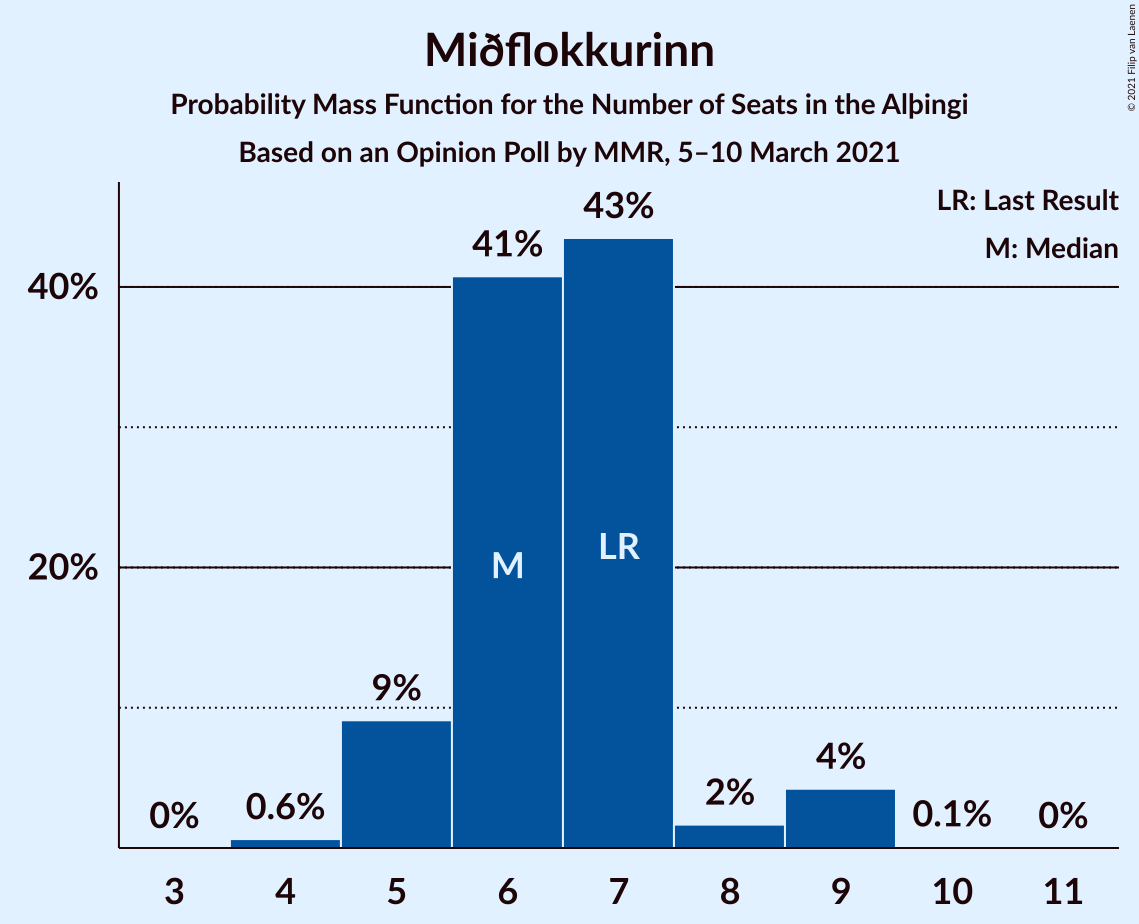 Miðflokkurinn
Probability Mass Function for the Number of Seats in the Alþingi
Based on an Opinion Poll by MMR, 5–10 March 2021
© 2021 Filip van Laenen
LR: Last Result
M: Median
40%
20%
0%
0.6%
9%
41%
43%
2%
4%
0.1%
0%
M
LR
3 4 5 6 7 8 9 10 11